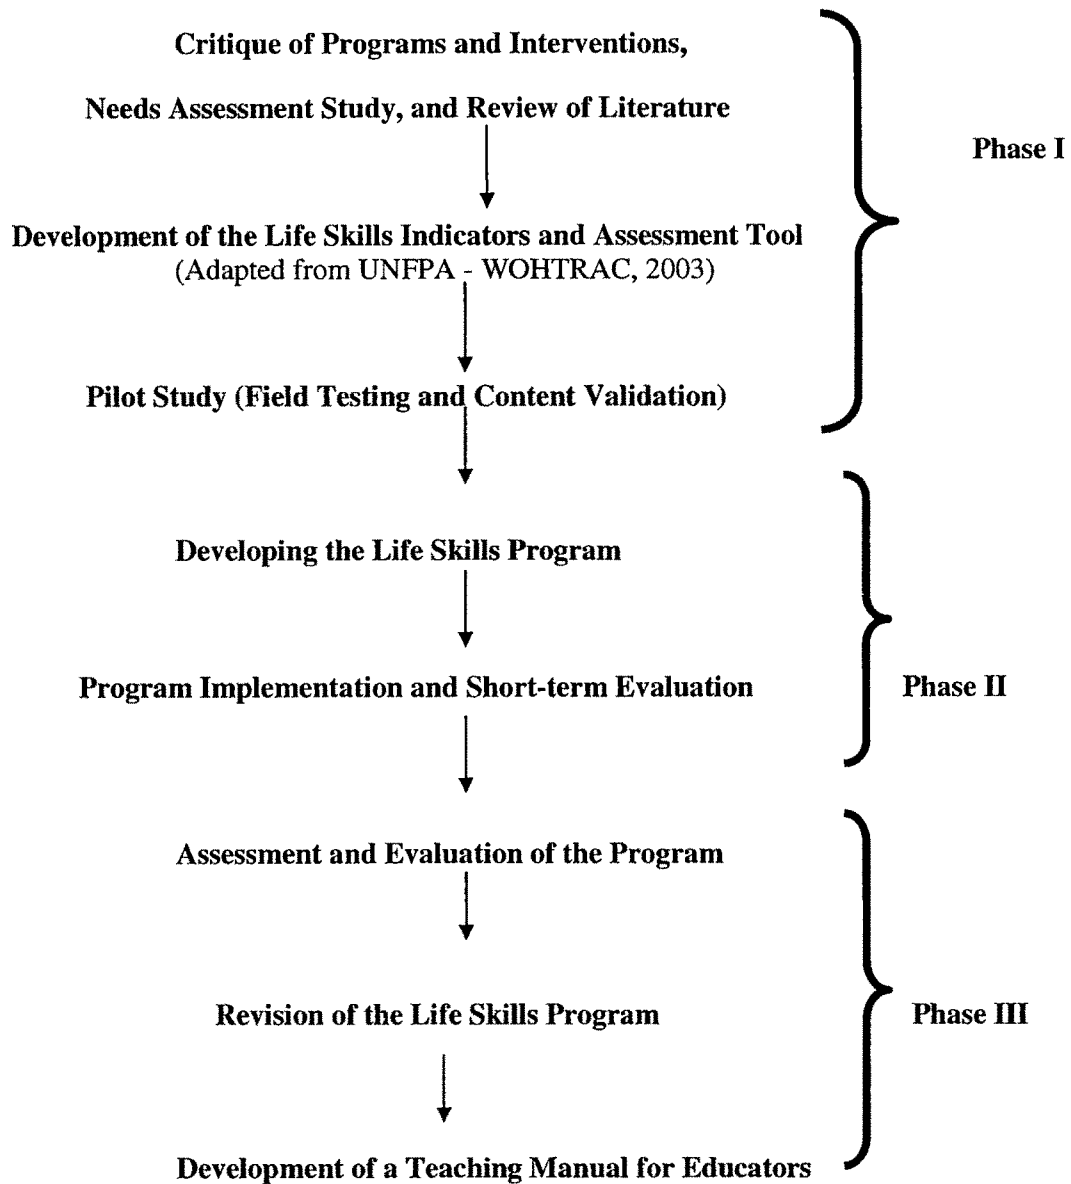 Critique of Programs and Interventions,
Needs Assessment Study, and Review of Literature
Phase I
Development of the Life Skills Indicators and Assessment Tool
(Adapted from UNFPA - WOHTRAC, 2003)
Pilot Study (Field Testing and Content Validation)
Developing the Life Skills Program
Program Implementation and Short-term Evaluation
Phase II
Assessment and Evaluation of the Program
Revision of the Life Skills Program
Phase III
Development of a Teaching Manual for Educators